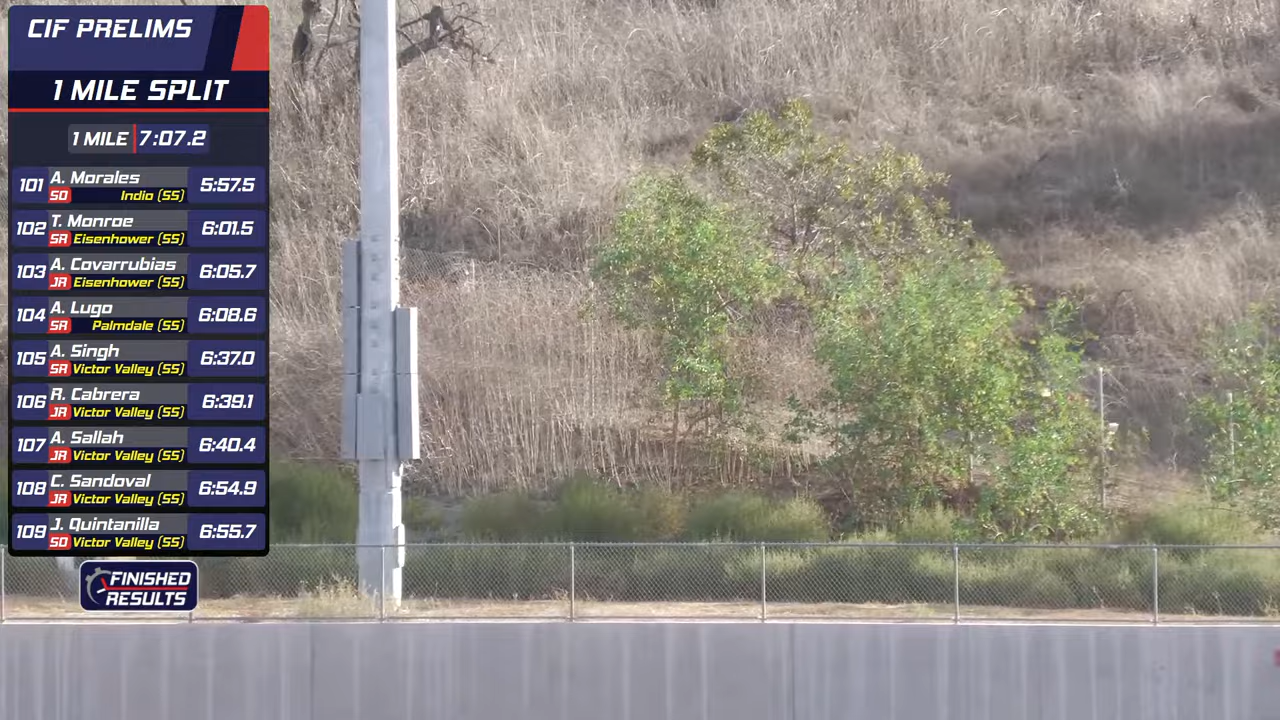 CIF PRELIMS
1 MILE SPLIT
1 MILE 7:07.2
101 A. Morales 5:57.5
SO Indio (SS)
102 T. Monroe 6:01.5
SR Eisenhower (SS)
103 A. Covarrubias 6:05.7
JR Eisenhower (SS)
104 A. Lugo 6:08.6
SR Palmdale (SS)
105 A. Singh 6:37.0
SR Victor Valley (SS)
106 R. Cabrera 6:39.1
JR Victor Valley (SS)
107 A. Sallah 6:40.4
JR Victor Valley (SS)
108 C. Sandoval 6:54.9
JR Victor Valley (SS)
109 J. Quintanilla 6:55.7
SO Victor Valley (SS)
FINISHED
RESULTS